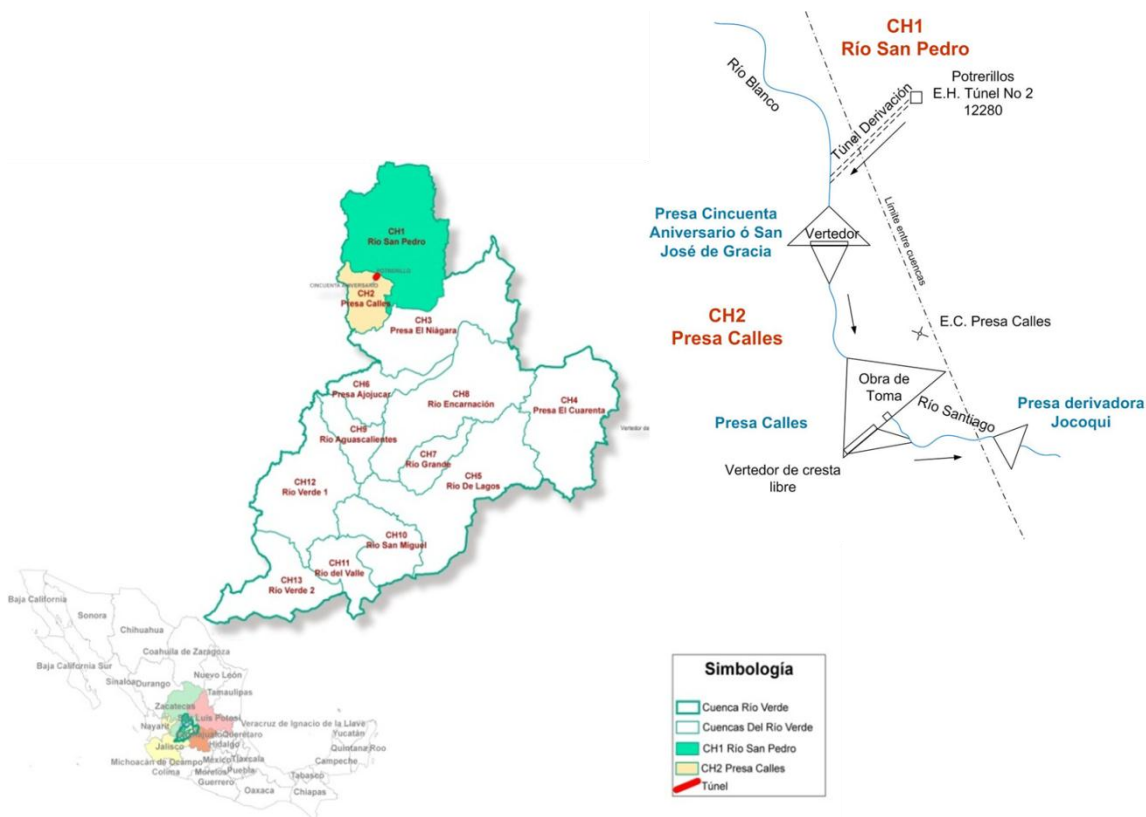 CH1
Río San Pedro
Río Blanco
Potrerillos
E.H. Túnel No 2
12280
Túnel Derivación
Límite entre cuencas
Presa Cincuenta
Aniversario ó San
José de Gracia
Vertedor
CH2
Presa Calles
E.C. Presa Calles
Obra de
Toma
Presa Calles
Río Santiago
Presa derivadora
Jocoqui
Vertedor de cresta
libre
CH1
Río San Pedro
CINCUENTA ANIVERSARIO
CH2
Presa Calles
CH3
Presa El Niágara
CH6
Presa Ajojucar
CH8
Río Encarnación
CH4
Presa El Cuarenta
CH9
Río Aguascalientes
CH7
Río Grande
Vertedor de
CH5
Río De Lagos
CH12
Río Verde 1
CH10
Río San Miguel
CH11
Río del Valle
CH13
Río Verde 2
Baja California
Sonora
Chihuahua
Coahuila de Zaragoza
Baja California Sur
Sinaloa
Durango
Nuevo León
Tamaulipas
Zacatecas
Luis Potosí
Nayarit
Veracruz de Ignacio de la Llave
Querétaro
Yucatán
Jalisco
Hidalgo
Quintana Roo
Michoacán de Ocampo
México
Tlaxcala
Campeche
Colima
Morelos
Puebla
Tabasco
Guerrero
Oaxaca
Chiapas
Simbología
Cuenca Río Verde
Cuencas Del Río Verde
CH1 Río San Pedro
CH2 Presa Calles
Túnel